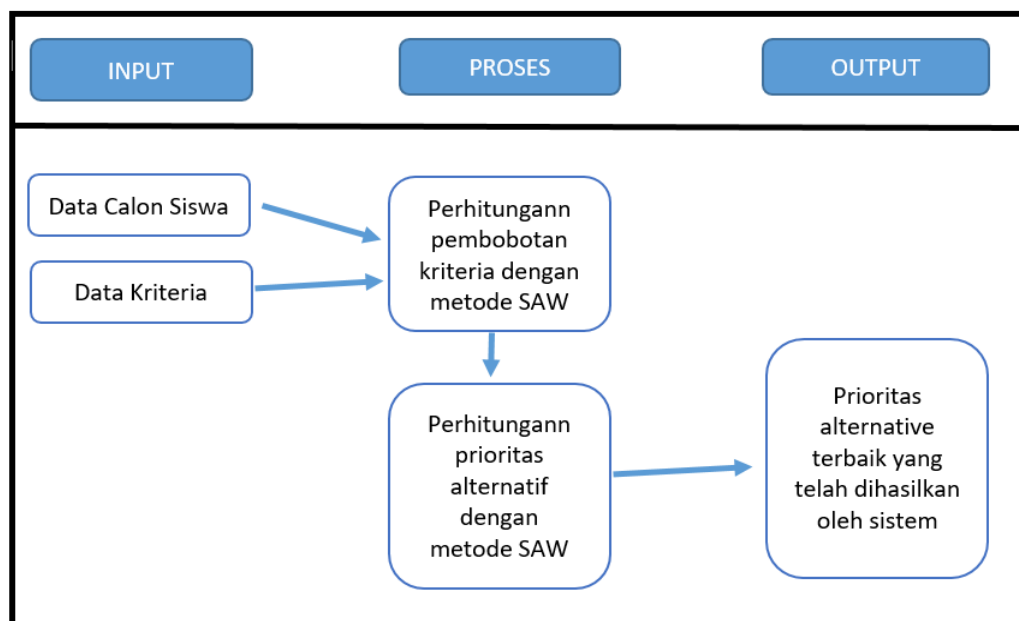 INPUT
PROSES
OUTPUT
Data Calon Siswa
Data Kriteria
Perhitungann
pembobotan
kriteria dengan
metode SAW
Perhitungann
prioritas
alternatif
dengan
metode SAW
Prioritas
alternative
terbaik yang
telah dihasilkan
oleh sistem